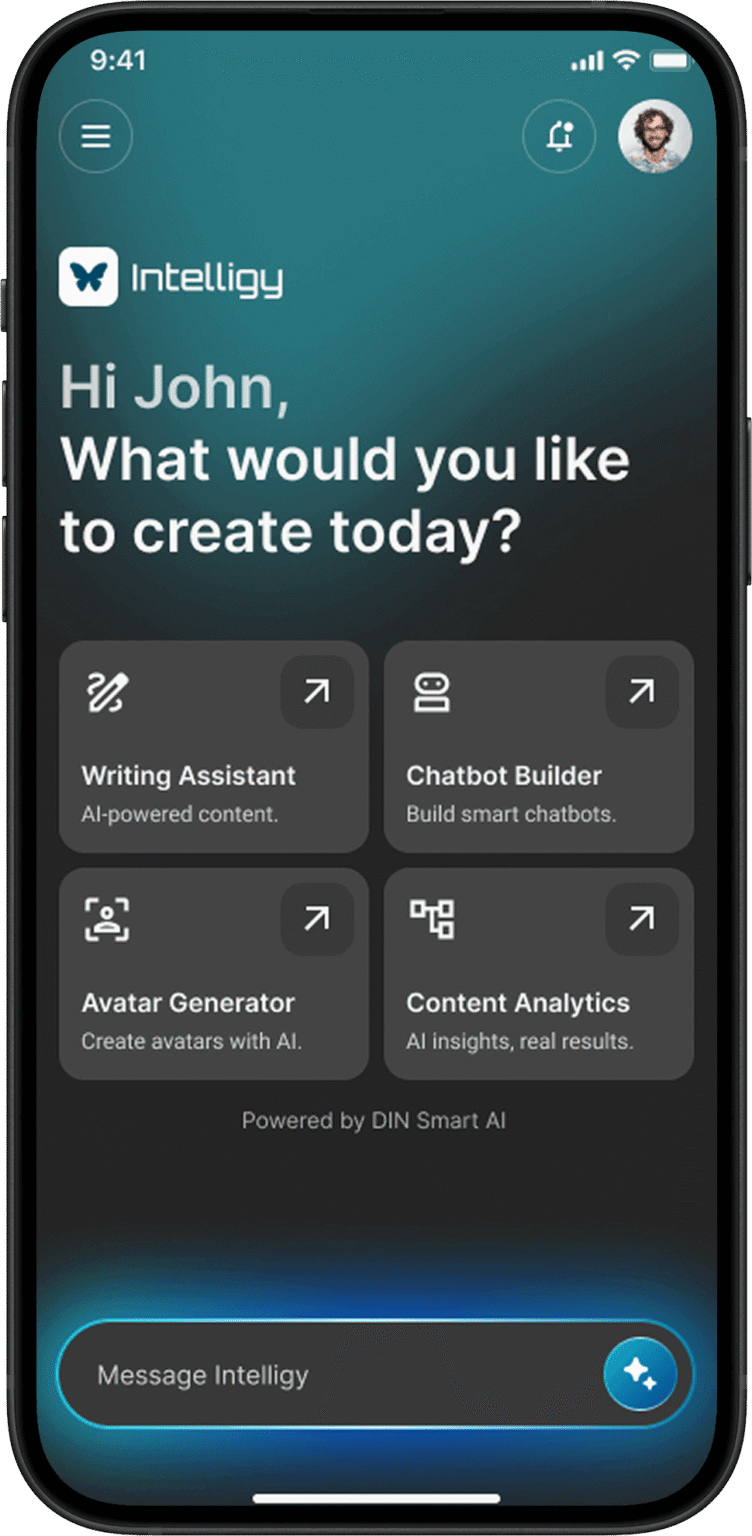 9:41
Intelligy
Hi John,
What would you like
to create today?
Writing Assistant
AI-powered content.
Chatbot Builder
Build smart chatbots.
Avatar Generator
Create avatars with AI.
Content Analytics
AI insights, real results.
Powered by DIN Smart AI
Message Intelligy